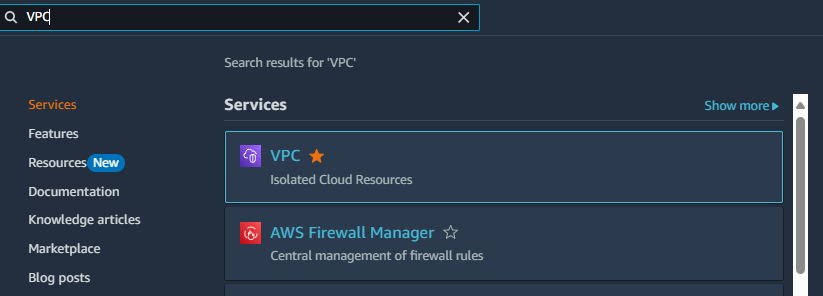 VPC
Search results for 'VPC'
Services
Features
Resources New
Documentation
Knowledge articles
Marketplace
Blog posts
Services
Show more
VPC
Isolated Cloud Resources
AWS Firewall Manager
Central management of firewall rules